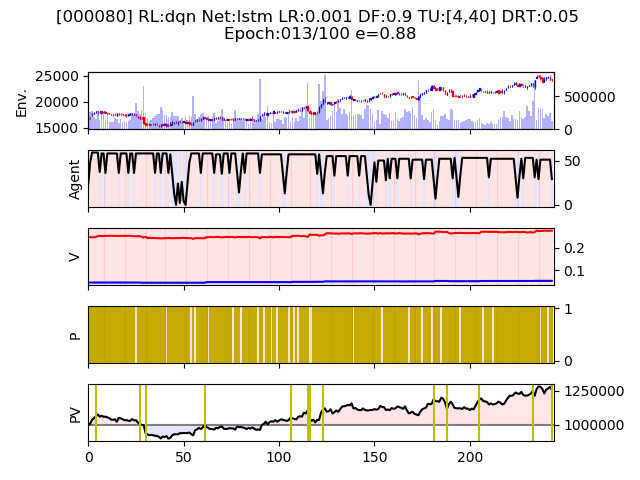 [000080] RL:dqn Net:lstm LR:0.001 DF:0.9 TU:[4,40] DRT:0.05
Epoch:013/100 e=0.88
Env.
25000
20000
15000
500000
0
Agent
50
0
V
0.2
0.1
P
1
0
PV
1250000
1000000
0 50 100 150 200